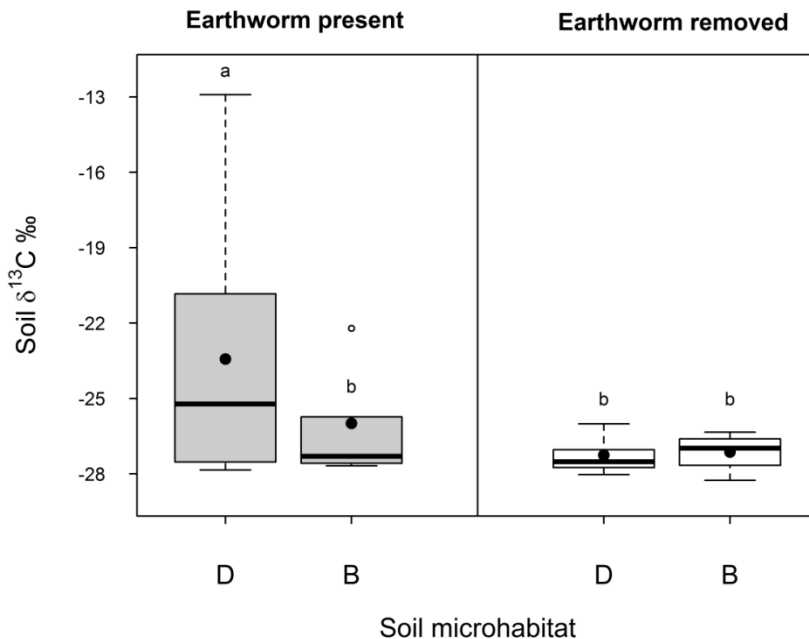 Earthworm present
Earthworm removed
Soil δ¹³C ‰
-13
-16
-19
-22
-25
-28
a
b
b
b
D
B
D
B
Soil microhabitat